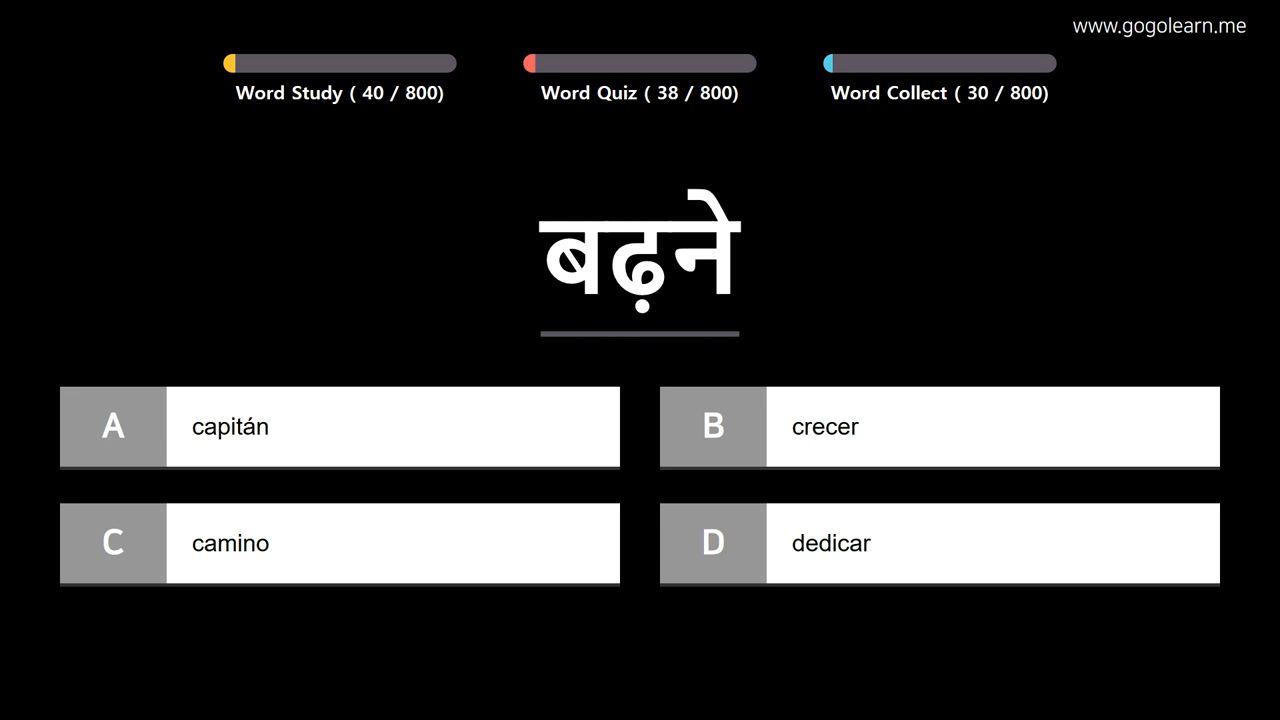 www.gogolearn.me
Word Study ( 40 / 800)
Word Quiz ( 38 / 800)
Word Collect ( 30 / 800)
बढ़ने
A capitán
B crecer
C camino
D dedicar